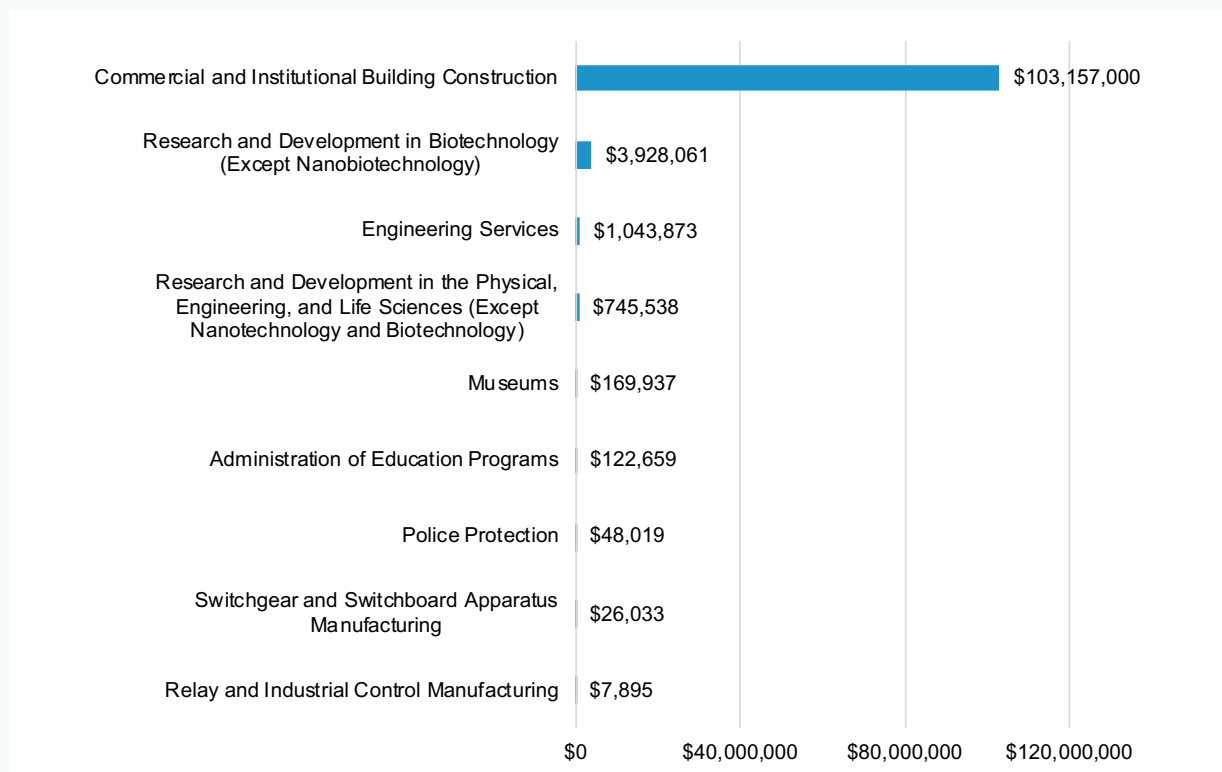 Commercial and Institutional Building Construction
$103,157,000
Research and Development in Biotechnology
(Except Nanobiotechnology)
$3,928,061
Engineering Services
$1,043,873
Research and Development in the Physical,
Engineering, and Life Sciences (Except
Nanotechnology and Biotechnology)
$745,538
Museums
$169,937
Administration of Education Programs
$122,659
Police Protection
$48,019
Switchgear and Switchboard Apparatus
Manufacturing
$26,033
Relay and Industrial Control Manufacturing
$7,895
$0
$40,000,000
$80,000,000
$120,000,000